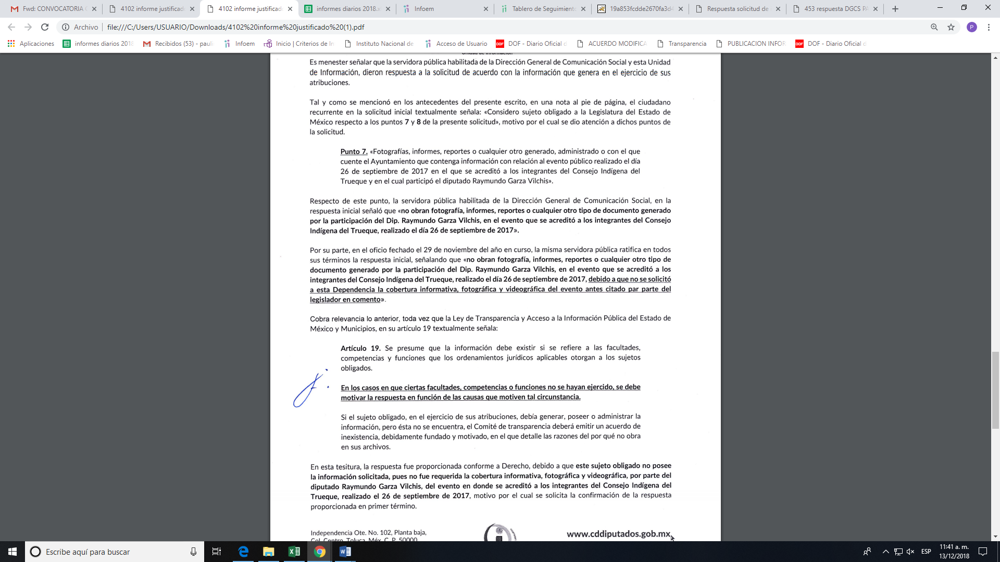 Fwd: CONVOCATORIA
4102 informe justificad
4102 informe justificad
informes diarios 2018.x
Infoem
Tablero de Seguimiento
19a853fcdde2670fa3d4
Respuesta solicitud de
453 respuesta DGCS PA
Archivo
file:///C:/Users/USUARIO/Downloads/4102%20informe%20justificado%20(1).pdf
P
Aplicaciones
informes diarios 2018
Recibidos (53) - pauli
Infoem
Inicio | Criterios de In
Instituto Nacional de
Acceso de Usuario
DOF - Diario Oficial d
ACUERDO MODIFICA
Transparencia
PUBLICACION INFOR
DOF - Diario Oficial d
Unidad de Información
Es menester señalar que la servidora pública habilitada de la Dirección General de Comunicación Social y esta Unidad
de Información, dieron respuesta a la solicitud de acuerdo con la información que genera en el ejercicio de sus
atribuciones.
Tal y como se mencionó en los antecedentes del presente escrito, en una nota al pie de página, el ciudadano
recurrente en la solicitud inicial textualmente señala: «Considero sujeto obligado a la Legislatura del Estado de
México respecto a los puntos 7 y 8 de la presente solicitud», motivo por el cual se dio atención a dichos puntos de
la solicitud.
Punto 7. «Fotografías, informes, reportes o cualquier otro generado, administrado o con el que
cuente el Ayuntamiento que contenga información con relación al evento público realizado el día
26 de septiembre de 2017 en el que se acreditó a los integrantes del Consejo Indígena del
Trueque y en el cual participó el diputado Raymundo Garza Vilchis».
Respecto de este punto, la servidora pública habilitada de la Dirección General de Comunicación Social, en la
respuesta inicial señaló que «no obran fotografía, informes, reportes o cualquier otro tipo de documento generado
por la participación del Dip. Raymundo Garza Vilchis, en el evento que se acreditó a los integrantes del Consejo
Indígena del Trueque, realizado el día 26 de septiembre de 2017».
Por su parte, en el oficio fechado el 29 de noviembre del año en curso, la misma servidora pública ratifica en todos
sus términos la respuesta inicial, señalando que «no obran fotografía, informes, reportes o cualquier otro tipo de
documento generado por la participación del Dip. Raymundo Garza Vilchis, en el evento que se acreditó a los
integrantes del Consejo Indígena del Trueque, realizado el día 26 de septiembre de 2017, debido a que no se solicitó
a esta Dependencia la cobertura informativa, fotográfica y videográfica del evento antes citado par parte del
legislador en comento».
Cobra relevancia lo anterior, toda vez que la Ley de Transparencia y Acceso a la Información Pública del Estado de
México y Municipios, en su artículo 19 textualmente señala:
Artículo 19. Se presume que la información debe existir si se refiere a las facultades,
competencias y funciones que los ordenamientos jurídicos aplicables otorgan a los sujetos
obligados.
En los casos en que ciertas facultades, competencias o funciones no se hayan ejercido, se debe
motivar la respuesta en función de las causas que motiven tal circunstancia.
Si el sujeto obligado, en el ejercicio de sus atribuciones, debía generar, poseer o administrar la
información, pero ésta no se encuentra, el Comité de transparencia deberá emitir un acuerdo de
inexistencia, debidamente fundado y motivado, en el que detalle las razones del por qué no obra
en sus archivos.
En esta tesitura, la respuesta fue proporcionada conforme a Derecho, debido a que este sujeto obligado no posee
la información solicitada, pues no fue requerida la cobertura informativa, fotográfica y videográfica, por parte del
diputado Raymundo Garza Vilchis, del evento en donde se acreditó a los integrantes del Consejo Indígena del
Trueque, realizado el 26 de septiembre de 2017, motivo por el cual se solicita la confirmación de la respuesta
proporcionada en primer término.
Independencia Ote. No. 102, Planta baja,
Col. Centro, Toluca, Méx. C. P. 50000
www.cddiputados.gob.mx
Escribe aquí para buscar
ESP
11:41 a. m.
13/12/2018